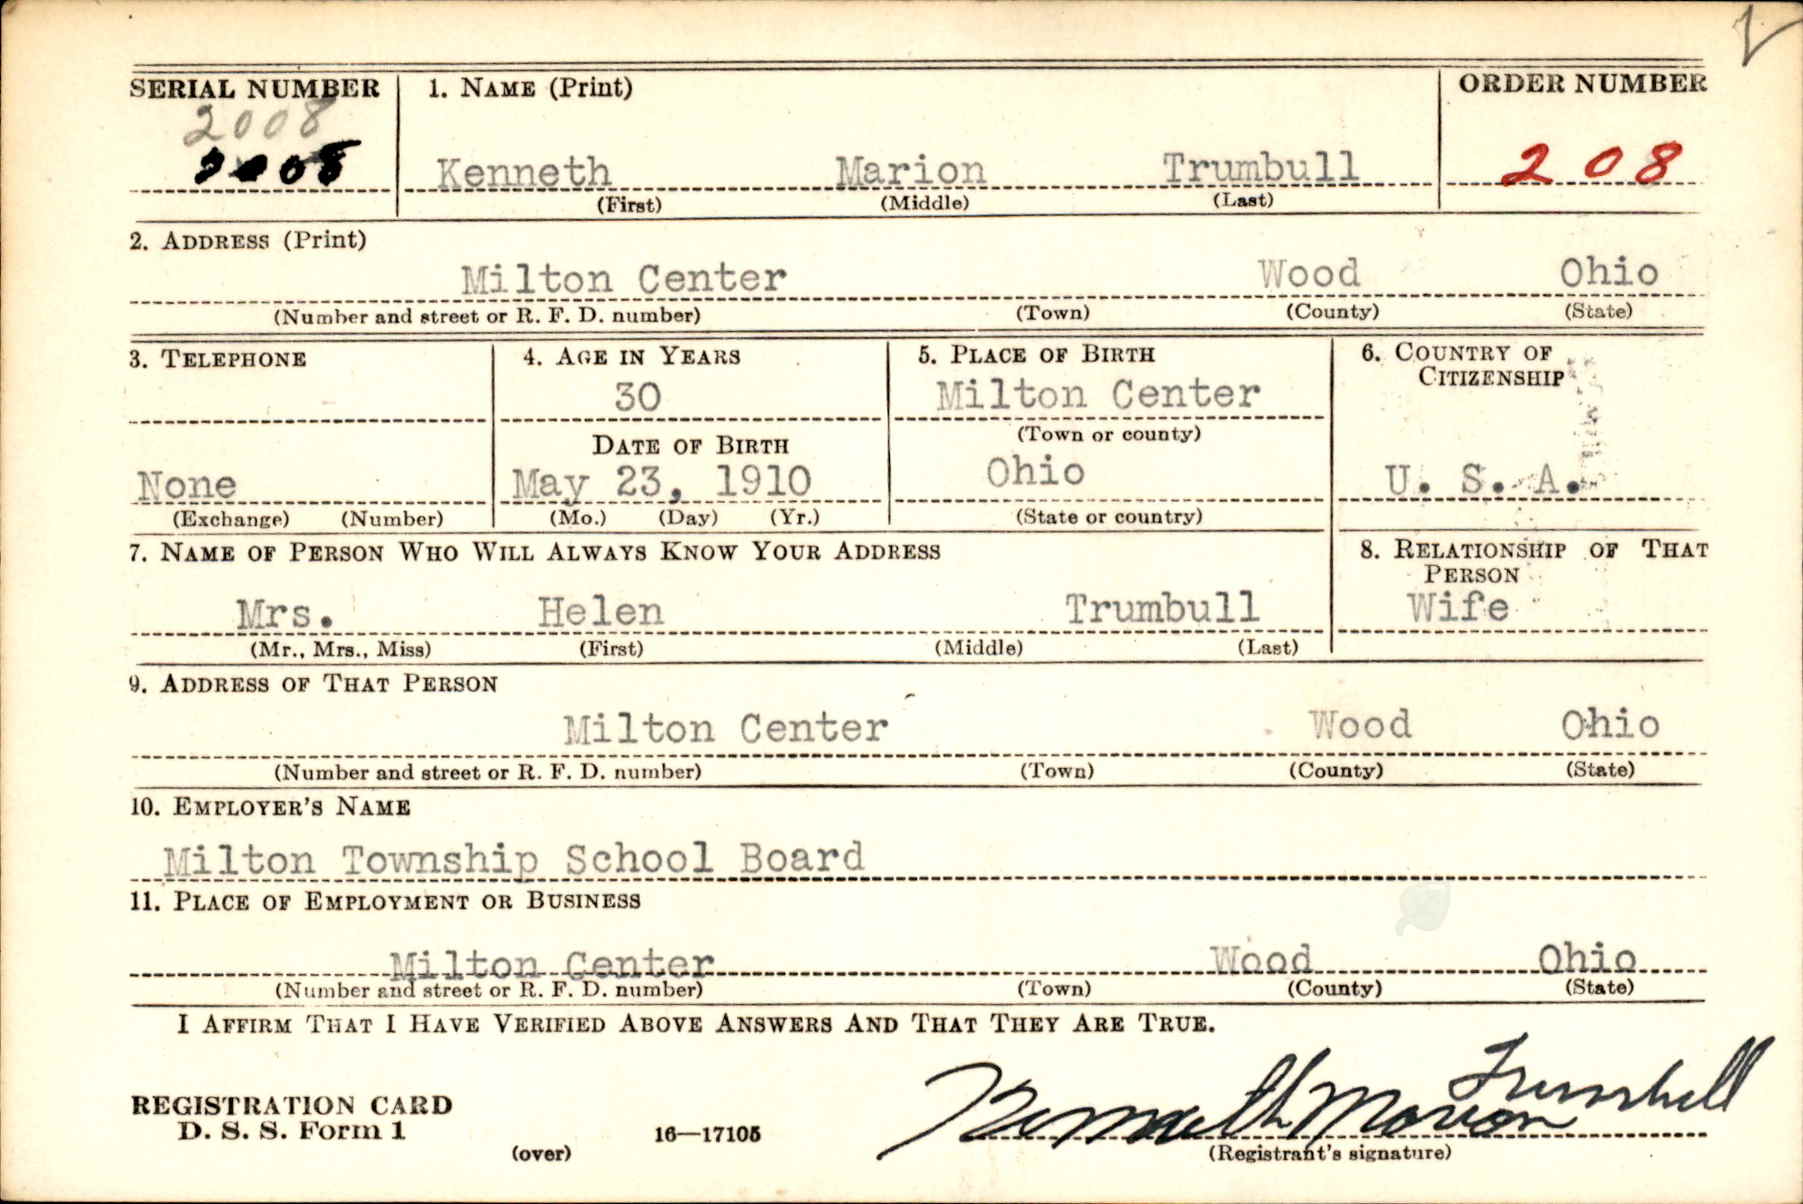 SERIAL NUMBER
1. NAME (Print)
ORDER NUMBER
2008
2008
Kenneth Marion Trumbull
208
(First) (Middle) (Last)
2. ADDRESS (Print)
Milton Center Wood Ohio
(Number and street or R. F. D. number) (Town) (County) (State)
3. TELEPHONE
4. AGE IN YEARS
5. PLACE OF BIRTH
6. COUNTRY OF
CITIZENSHIP
30
Milton Center
DATE OF BIRTH
(Town or county)
None
May 23, 1910
Ohio
U. S. A.
(Exchange) (Number)
(Mo.) (Day) (Yr.)
(State or country)
7. NAME OF PERSON WHO WILL ALWAYS KNOW YOUR ADDRESS
8. RELATIONSHIP OF THAT
PERSON
Mrs. Helen Trumbull
Wife
(Mr., Mrs., Miss) (First) (Middle) (Last)
9. ADDRESS OF THAT PERSON
Milton Center Wood Ohio
(Number and street or R. F. D. number) (Town) (County) (State)
10. EMPLOYER'S NAME
Milton Township School Board
11. PLACE OF EMPLOYMENT OR BUSINESS
Milton Center Wood Ohio
(Number and street or R. F. D. number) (Town) (County) (State)
I AFFIRM THAT I HAVE VERIFIED ABOVE ANSWERS AND THAT THEY ARE TRUE.
REGISTRATION CARD
D. S. S. Form 1
(over)
16—17105
Kenneth Marion Trumbull
(Registrant's signature)